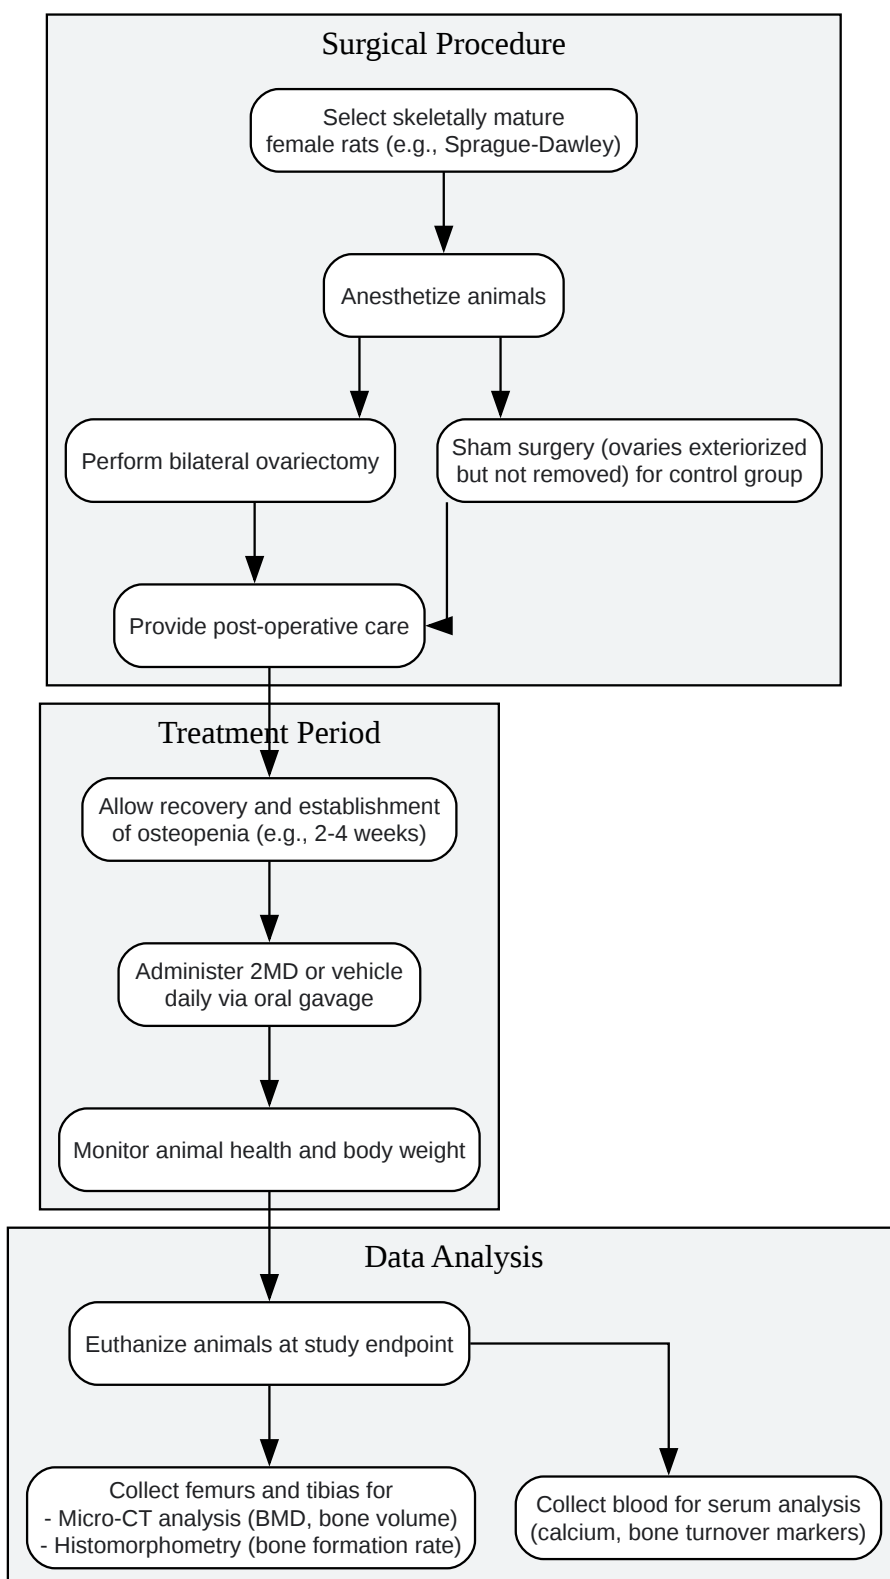 Surgical Procedure
Select skeletally mature
female rats (e.g., Sprague-Dawley)
Anesthetize animals
Perform bilateral ovariectomy
Sham surgery (ovaries exteriorized
but not removed) for control group
Provide post-operative care
Treatment Period
Allow recovery and establishment
of osteopenia (e.g., 2-4 weeks)
Administer 2MD or vehicle
daily via oral gavage
Monitor animal health and body weight
Data Analysis
Euthanize animals at study endpoint
Collect femurs and tibias for
- Micro-CT analysis (BMD, bone volume)
- Histomorphometry (bone formation rate)
Collect blood for serum analysis
(calcium, bone turnover markers)